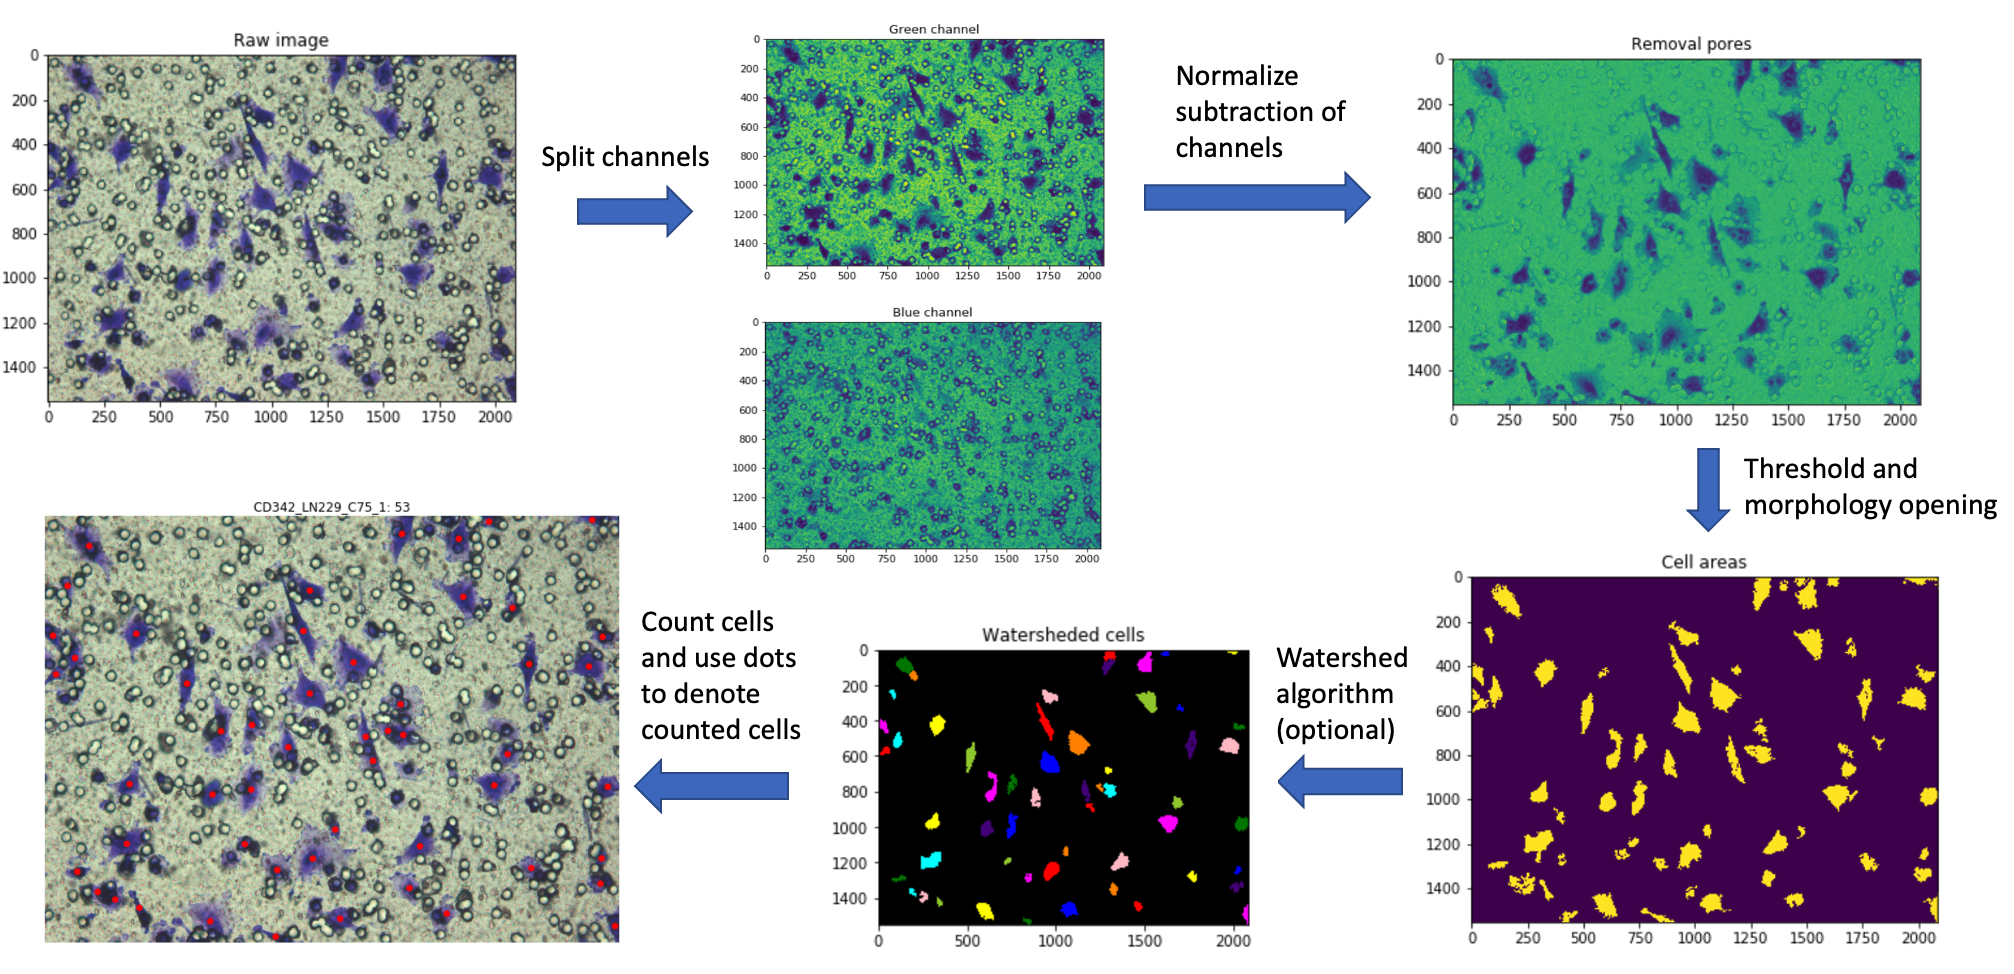 Raw image
0
200
400
600
800
1000
1200
1400
0 250 500 750 1000 1250 1500 1750 2000
Split channels
Green channel
0
200
400
600
800
1000
1200
1400
0 250 500 750 1000 1250 1500 1750 2000
Blue channel
0
200
400
600
800
1000
1200
1400
0 250 500 750 1000 1250 1500 1750 2000
Normalize
subtraction of
channels
Removal pores
0
200
400
600
800
1000
1200
1400
0 250 500 750 1000 1250 1500 1750 2000
Threshold and
morphology opening
Cell areas
0
200
400
600
800
1000
1200
1400
0 250 500 750 1000 1250 1500 1750 2000
Watershed
algorithm
(optional)
Watersheded cells
0
200
400
600
800
1000
1200
1400
0 500 1000 1500 2000
Count cells
and use dots
to denote
counted cells
CD342_LN229_C75_1: 53